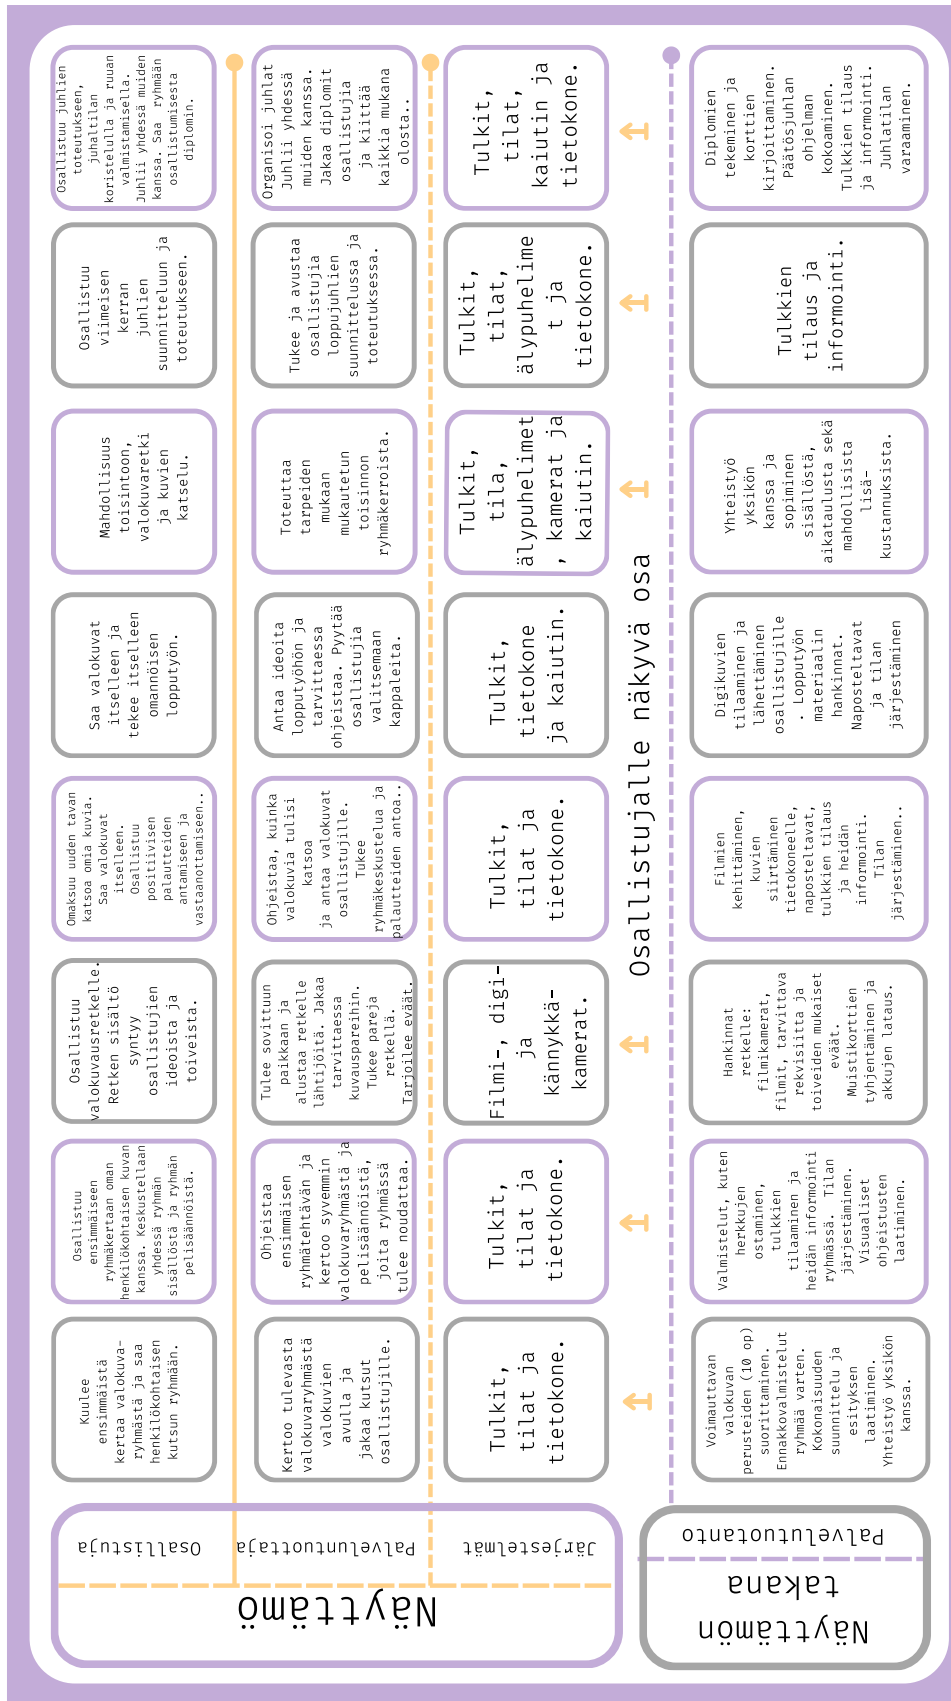 Näyttämö
Osallistuja
Kuulee
ensimmäistä
kertaa valokuva-
ryhmästä ja saa
henkilökohtaisen
kutsun ryhmään.
Osallistuu
ensimmäiseen
ryhmäkertaan oman
henkilökohtaisen kuvan
kanssa. Keskustellaan
yhdessä ryhmän
sisällöstä ja ryhmän
pelisäännöistä.
Osallistuu
valokuvausretkelle.
Retken sisältö
syntyy
osallistujien
ideoista ja
toiveista.
Omaksuu uuden tavan
katsoa omia kuvia.
Saa valokuvat
itselleen.
Osallistuu
positiivisen
palautteiden
antamiseen ja
vastaanottamiseen..
Saa valokuvat
itselleen ja
tekee itselleen
omannöisen
lopputyön.
Mahdollisuus
toisintoon,
valokuvaretki
ja kuvien
katselu.
Osallistuu
viimeisen
kerran
juhlien
suunnitteluun ja
toteutukseen.
Osallistuu juhlien
toteutukseen,
juhaltilan
koristelulla ja ruuan
valmistamisella.
Juhlii yhdessä muiden
kanssa. Saa ryhmään
osallistumisesta
diplomin.
Palveluntuottaja
Kertoo tulevasta
valokuvaryhmästä
valokuvien
avulla ja
jakaa kutsut
osallistujille.
Ohjeistaa
ensimmäisen
ryhmätehtävän ja
kertoo syvemmin
valokuvaryhmästä ja
pelisäännöistä,
joita ryhmässä
tulee noudattaa.
Tulee sovittuun
paikkaan ja
alustaa retkelle
lähtijöitä. Jakaa
tarvittaessa
kuvauspareihin.
Tukee pareja
retkellä.
Tarjoilee eväät.
Ohjeistaa, kuinka
valokuvia tulisi
katsoa
ja antaa valokuvat
osallistujille.
Tukee
ryhmäkeskustelua ja
palautteiden antoa..
Antaa ideoita
lopputyöhön ja
tarvittaessa
ohjeistaa. Pyytää
osallistujia
valitsemaan
kappaleita.
Toteuttaa
tarpeiden
mukaan
mukautetun
toisinnon
ryhmäkerroista.
Tukee ja avustaa
osallistujia
loppujuhlien
suunnittelussa ja
toteutuksessa.
Organisoi juhlat
Juhlii yhdessä
muiden kanssa.
Jakaa diplomit
osallistujia
ja kiittää
kaikkia mukana
olosta..
Järjestelmät
Tulkit,
tilat ja
tietokone.
Tulkit,
tilat ja
tietokone.
Filmi-, digi-
ja
kännykkä-
kamerat.
Tulkit,
tilat ja
tietokone.
Tulkit,
tietokone
ja kaiutin.
Tulkit,
tila,
älypuhelimet
, kamerat ja
kaiutin.
Tulkit,
tilat,
älypuhelime
t ja
tietokone.
Tulkit,
tilat,
kaiutin ja
tietokone.
Osallistujalle näkyvä osa
Näyttämön
takana
Palvelutuotanto
Voimauttavan
valokuvan
perusteiden (10 op)
suorittaminen.
Ennakkovalmistelut
ryhmää varten.
Kokonaisuuden
suunnittelu ja
esityksen
laatiminen.
Yhteistyö yksikön
kanssa.
Valmistelut, kuten
herkkujen
ostaminen,
tulkkien
tilaaminen ja
heidän informointi
ryhmässä. Tilan
järjestäminen.
Visuaaliset
ohjeistusten
laatiminen.
Hankinnat
retkelle:
filmikamerat,
filmit, tarvittava
rekvisiitta ja
toiveiden mukaiset
eväät.
Muistikorttien
tyhjentäminen ja
akkujen lataus.
Filmien
kehittäminen,
kuvien
siirtäminen
tietokoneelle,
naposteltavat,
tulkkien tilaus
ja heidän
informointi.
Tilan
järjestäminen..
Digikuvien
tilaaminen ja
lähettäminen
osallistujille
. Lopputyön
materiaalin
hankinnat.
Naposteltavat
ja tilan
järjestäminen
Yhteistyö
yksikön
kanssa ja
sopiminen
sisällöstä,
aikataulusta sekä
mahdollisista
lisä-
kustannuksista.
Tulkkien
tilaus ja
informointi.
Diplomien
tekeminen ja
korttien
kirjoittaminen.
Päätösjuhlan
ohjelman
kokoaminen.
Tulkkien tilaus
ja informointi.
Juhlatilan
varaaminen.